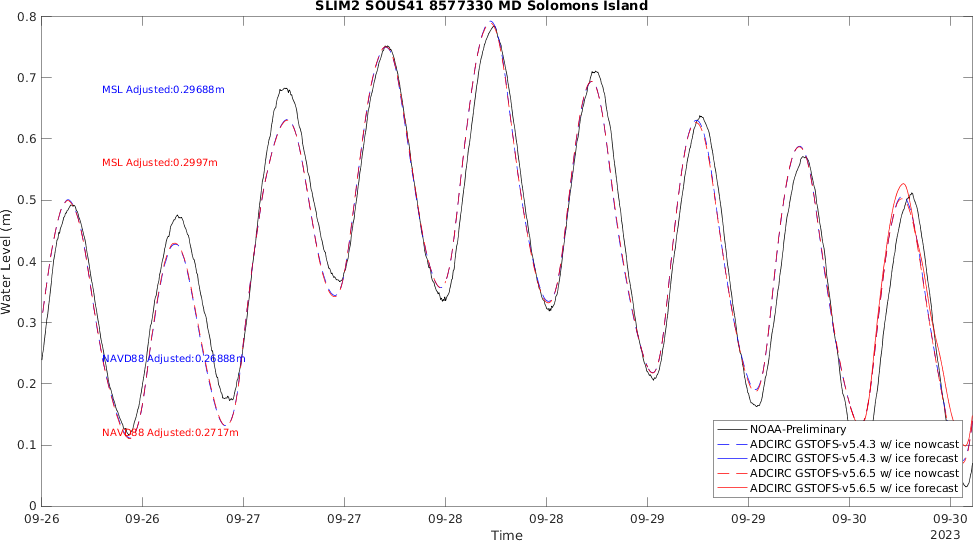 SLIM2 SOUS41 8577330 MD Solomons Island
0.8
0.7
0.6
0.5
0.4
0.3
0.2
0.1
0
Water Level (m)
MSL Adjusted:0.29688m
MSL Adjusted:0.2997m
NAVD88 Adjusted:0.26888m
NAVD88 Adjusted:0.2717m
NOAA-Preliminary
ADCIRC GSTOFS-v5.4.3 w/ ice nowcast
ADCIRC GSTOFS-v5.4.3 w/ ice forecast
ADCIRC GSTOFS-v5.6.5 w/ ice nowcast
ADCIRC GSTOFS-v5.6.5 w/ ice forecast
09-26 09-26 09-27 09-27 09-28 09-28 09-29 09-29 09-30 09-30
2023
Time